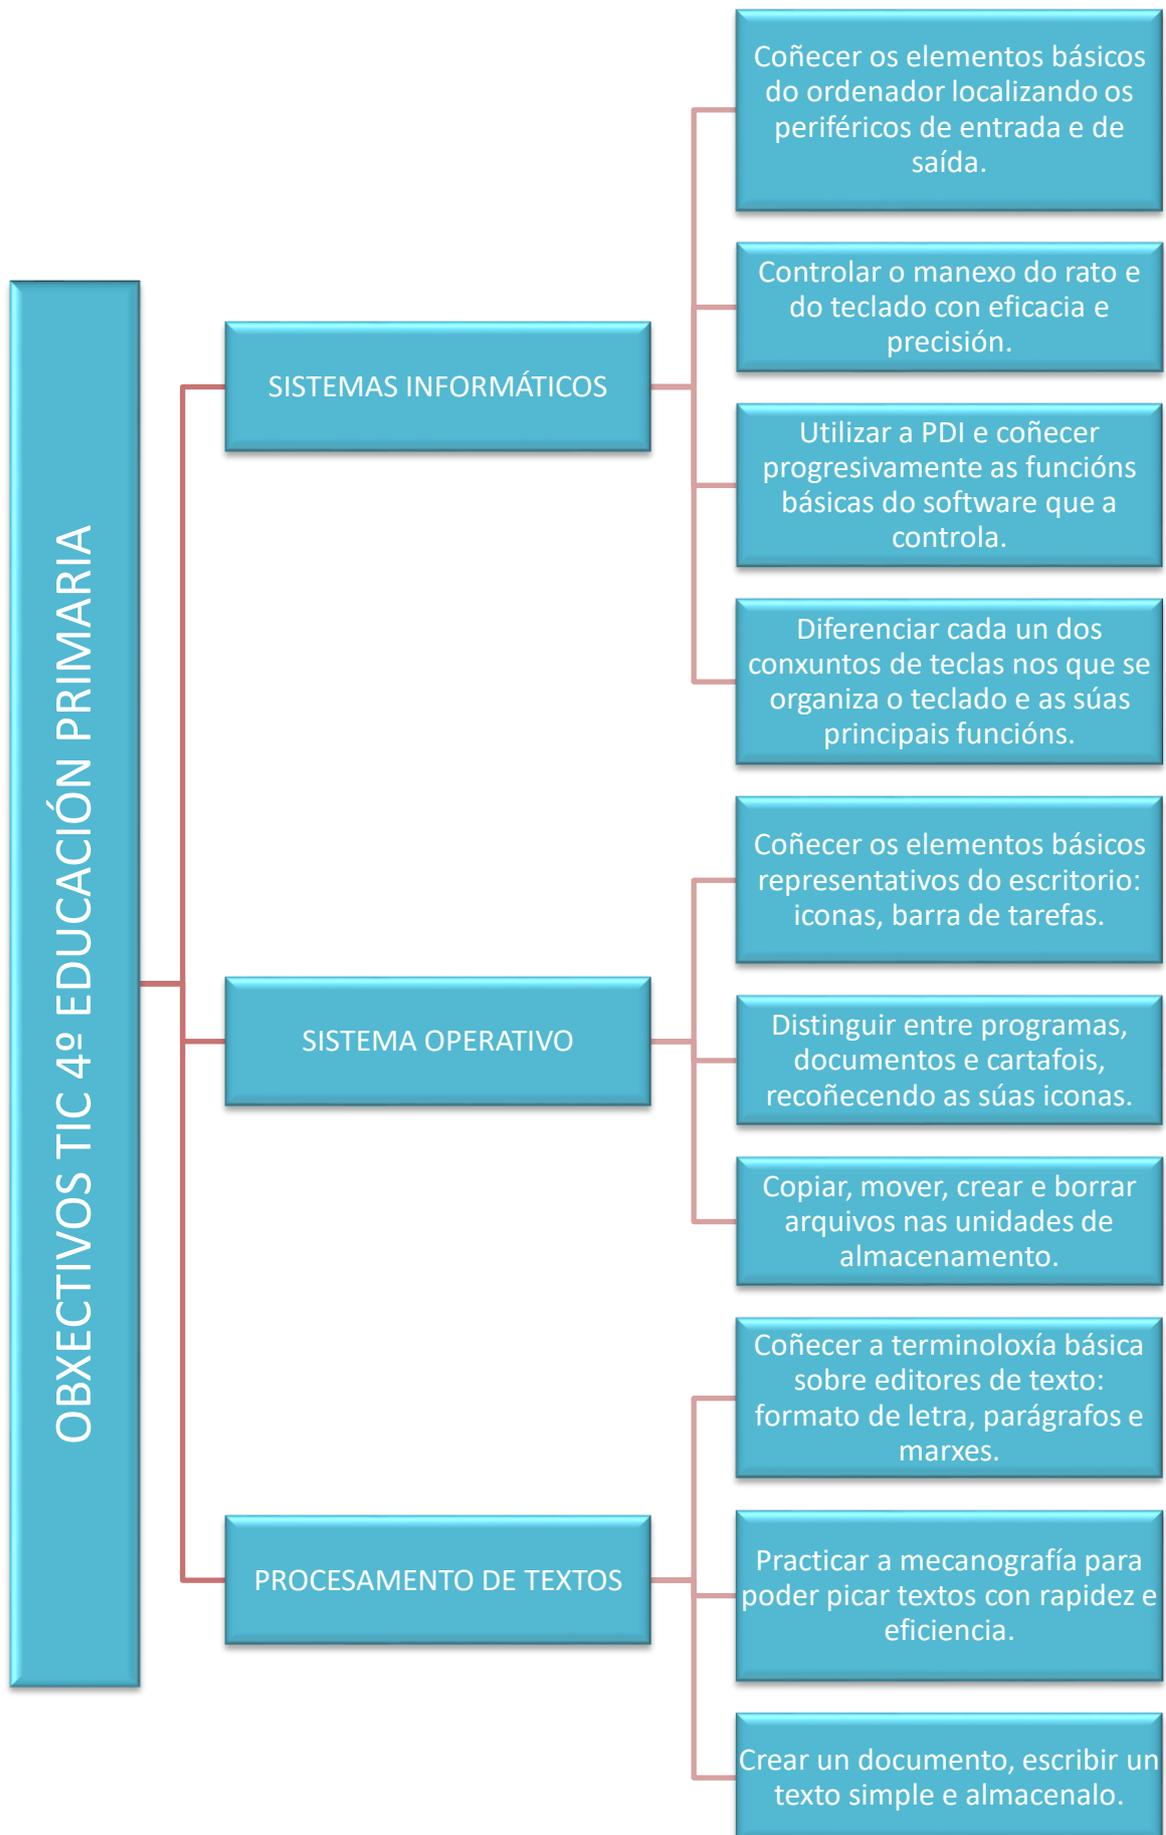 OBXECTIVOS TIC 4º EDUCACIÓN PRIMARIA
SISTEMAS INFORMÁTICOS
Coñecer os elementos básicos
do ordenador localizando os
periféricos de entrada e de
saída.
Controlar o manexo do rato e
do teclado con eficacia e
precisión.
Utilizar a PDI e coñecer
progresivamente as funcións
básicas do software que a
controla.
Diferenciar cada un dos
conxuntos de teclas nos que se
organiza o teclado e as súas
principais funcións.
SISTEMA OPERATIVO
Coñecer os elementos básicos
representativos do escritorio:
iconas, barra de tarefas.
Distinguir entre programas,
documentos e cartafois,
recoñecendo as súas iconas.
Copiar, mover, crear e borrar
arquivos nas unidades de
almacenamento.
PROCESAMENTO DE TEXTOS
Coñecer a terminoloxía básica
sobre editores de texto:
formato de letra, parágrafos e
marxes.
Practicar a mecanografía para
poder picar textos con rapidez e
eficiencia.
Crear un documento, escribir un
texto simple e almacenalo.